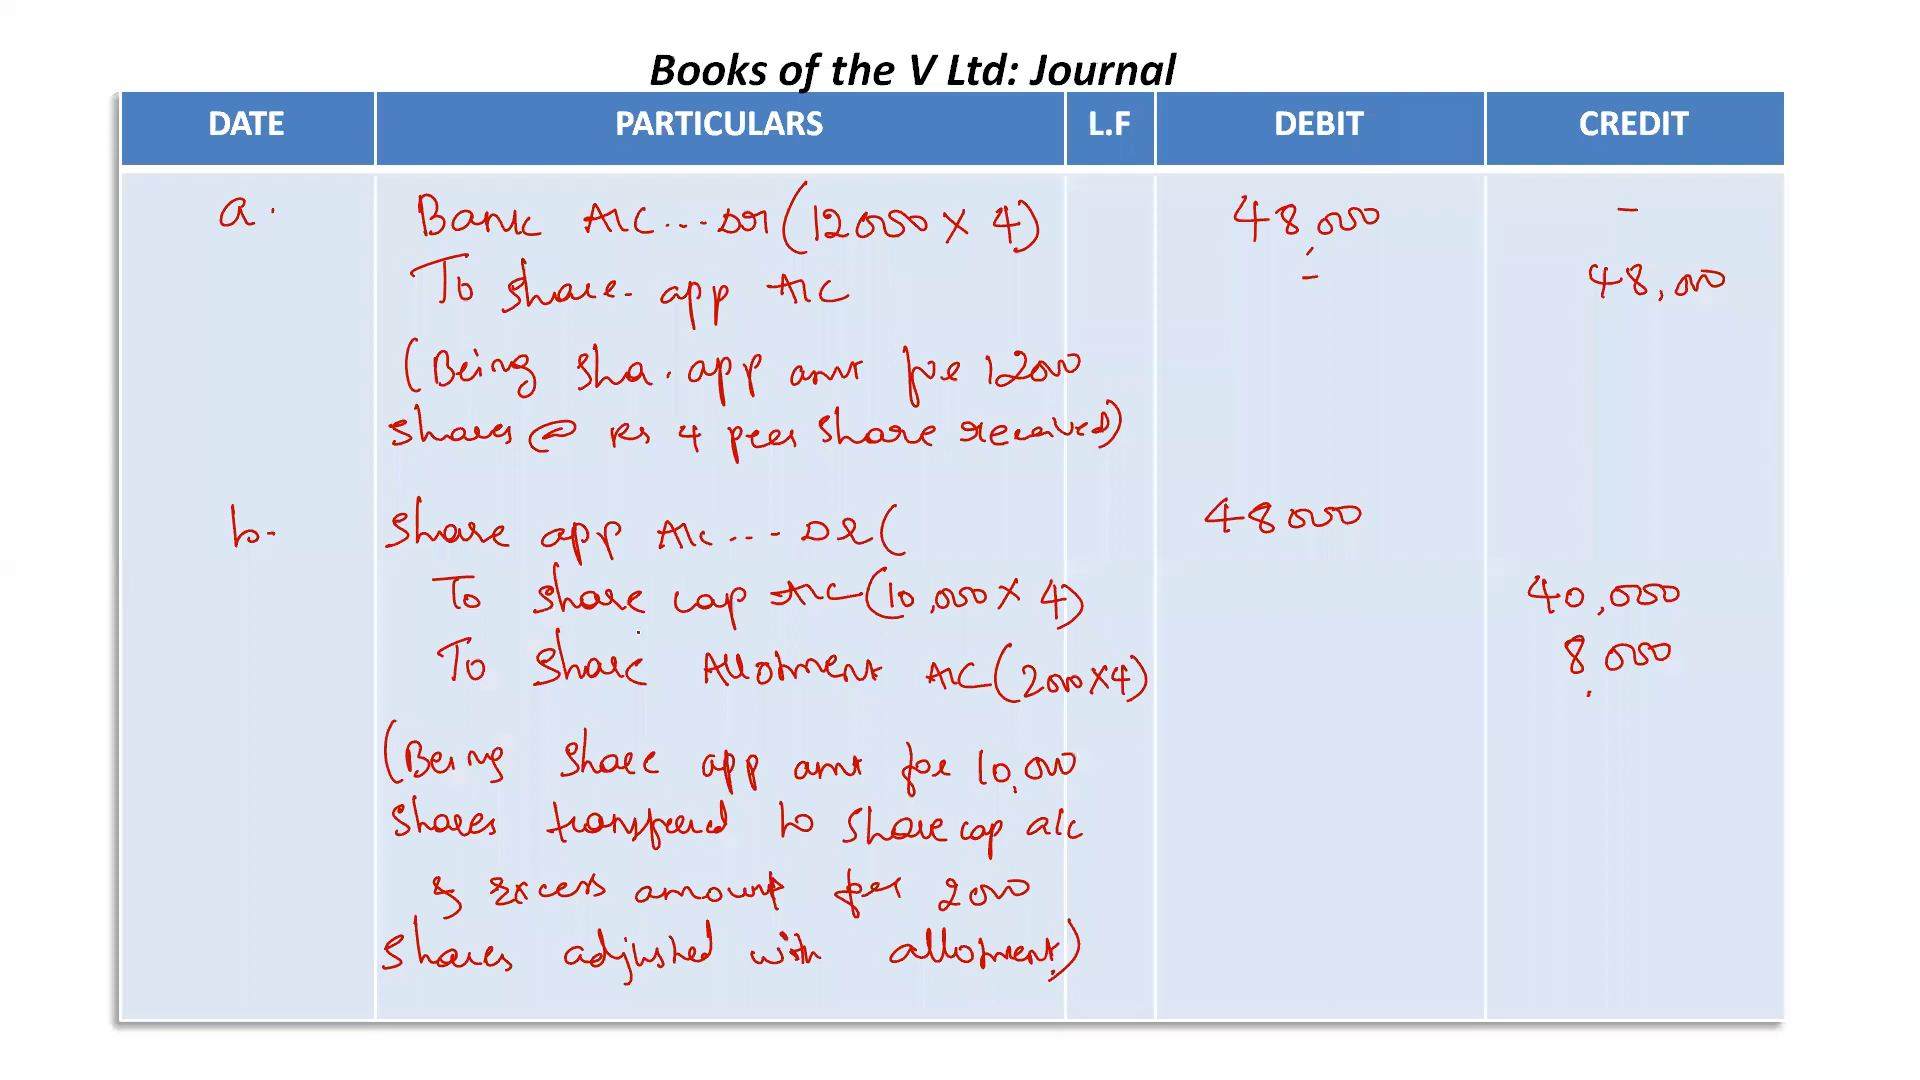 Books of the V Ltd: Journal
DATE PARTICULARS L.F DEBIT CREDIT
a. Bank A/C...Dr (12000 X 4) 48,000 -
To share. app A/C - 48,000
(Being sha. app amt for 12000
shares @ Rs 4 per share received)
b. Share app A/c ... DR ( 48000
To share cap A/C (10,000 X 4) 40,000
To Share Allotment A/C (2000 X 4) 8,000
(Being share app amt for 10,000
shares transferred to share cap a/c
& excess amount for 2000
shares adjusted with allotment)